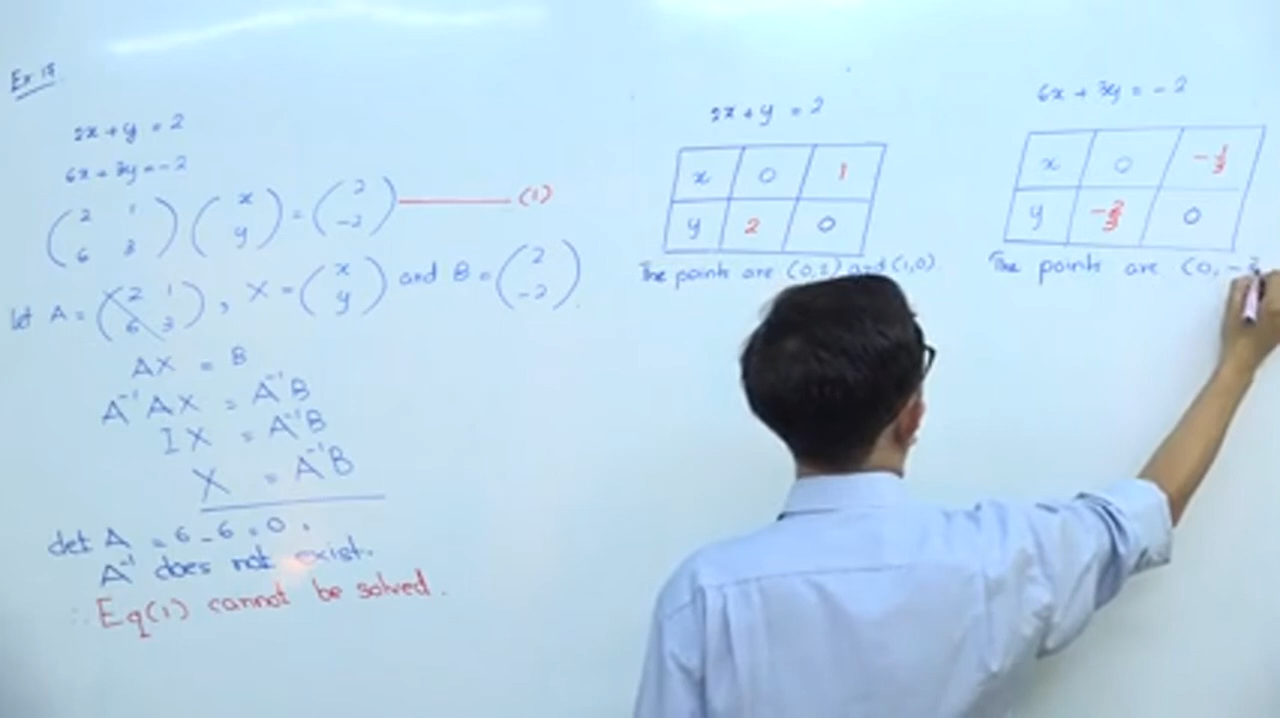 Ex 18.
2x + y = 2
6x + 3y = -2
( 2 1 ) ( x ) = ( 2 ) ——— (1)
( 6 3 ) ( y ) ( -2 )
let A = ( 2 1 ; 6 3 ) , X = ( x ; y ) and B = ( 2 ; -2 ) .
AX = B
A⁻¹AX = A⁻¹B
IX = A⁻¹B
X = A⁻¹B
det A = 6 - 6 = 0 .
A⁻¹ does not exist.
∴ Eq(1) cannot be solved .
2x + y = 2
x 0 1
y 2 0
The points are (0,2) and (1,0).
6x + 3y = -2
x 0 -1/3
y -2/3 0
The points are (0, -2